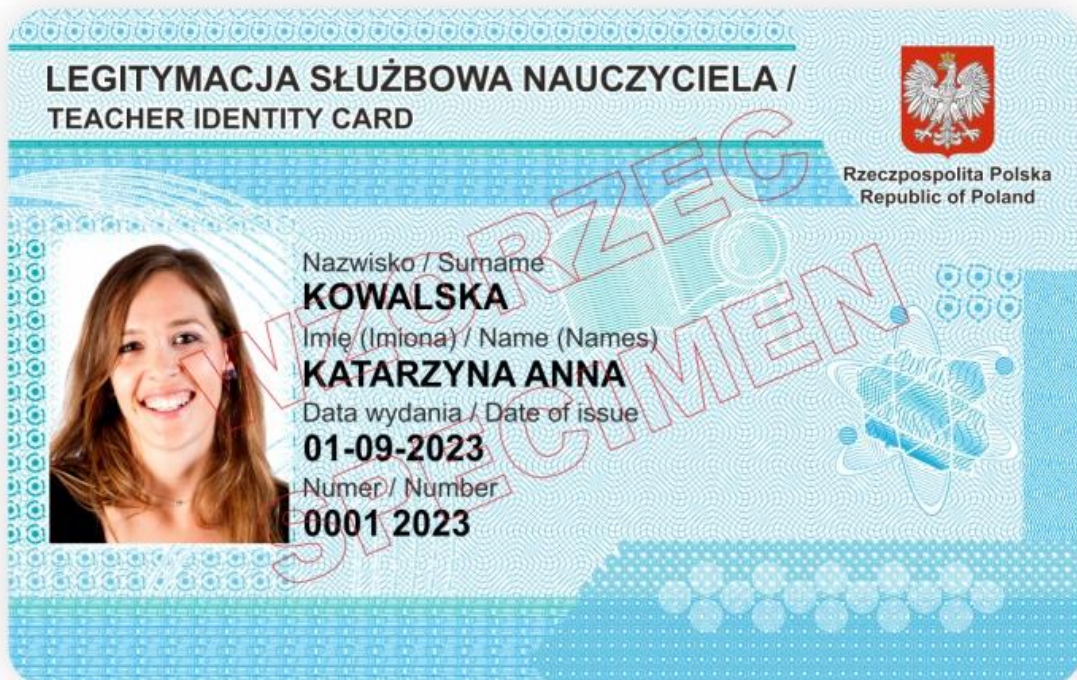 LEGITYMACJA SŁUŻBOWA NAUCZYCIELA /
TEACHER IDENTITY CARD
Rzeczpospolita Polska
Republic of Poland
Nazwisko / Surname
KOWALSKA
Imię (Imiona) / Name (Names)
KATARZYNA ANNA
Data wydania / Date of issue
01-09-2023
Numer / Number
0001 2023
WZORZEC
SPECIMEN